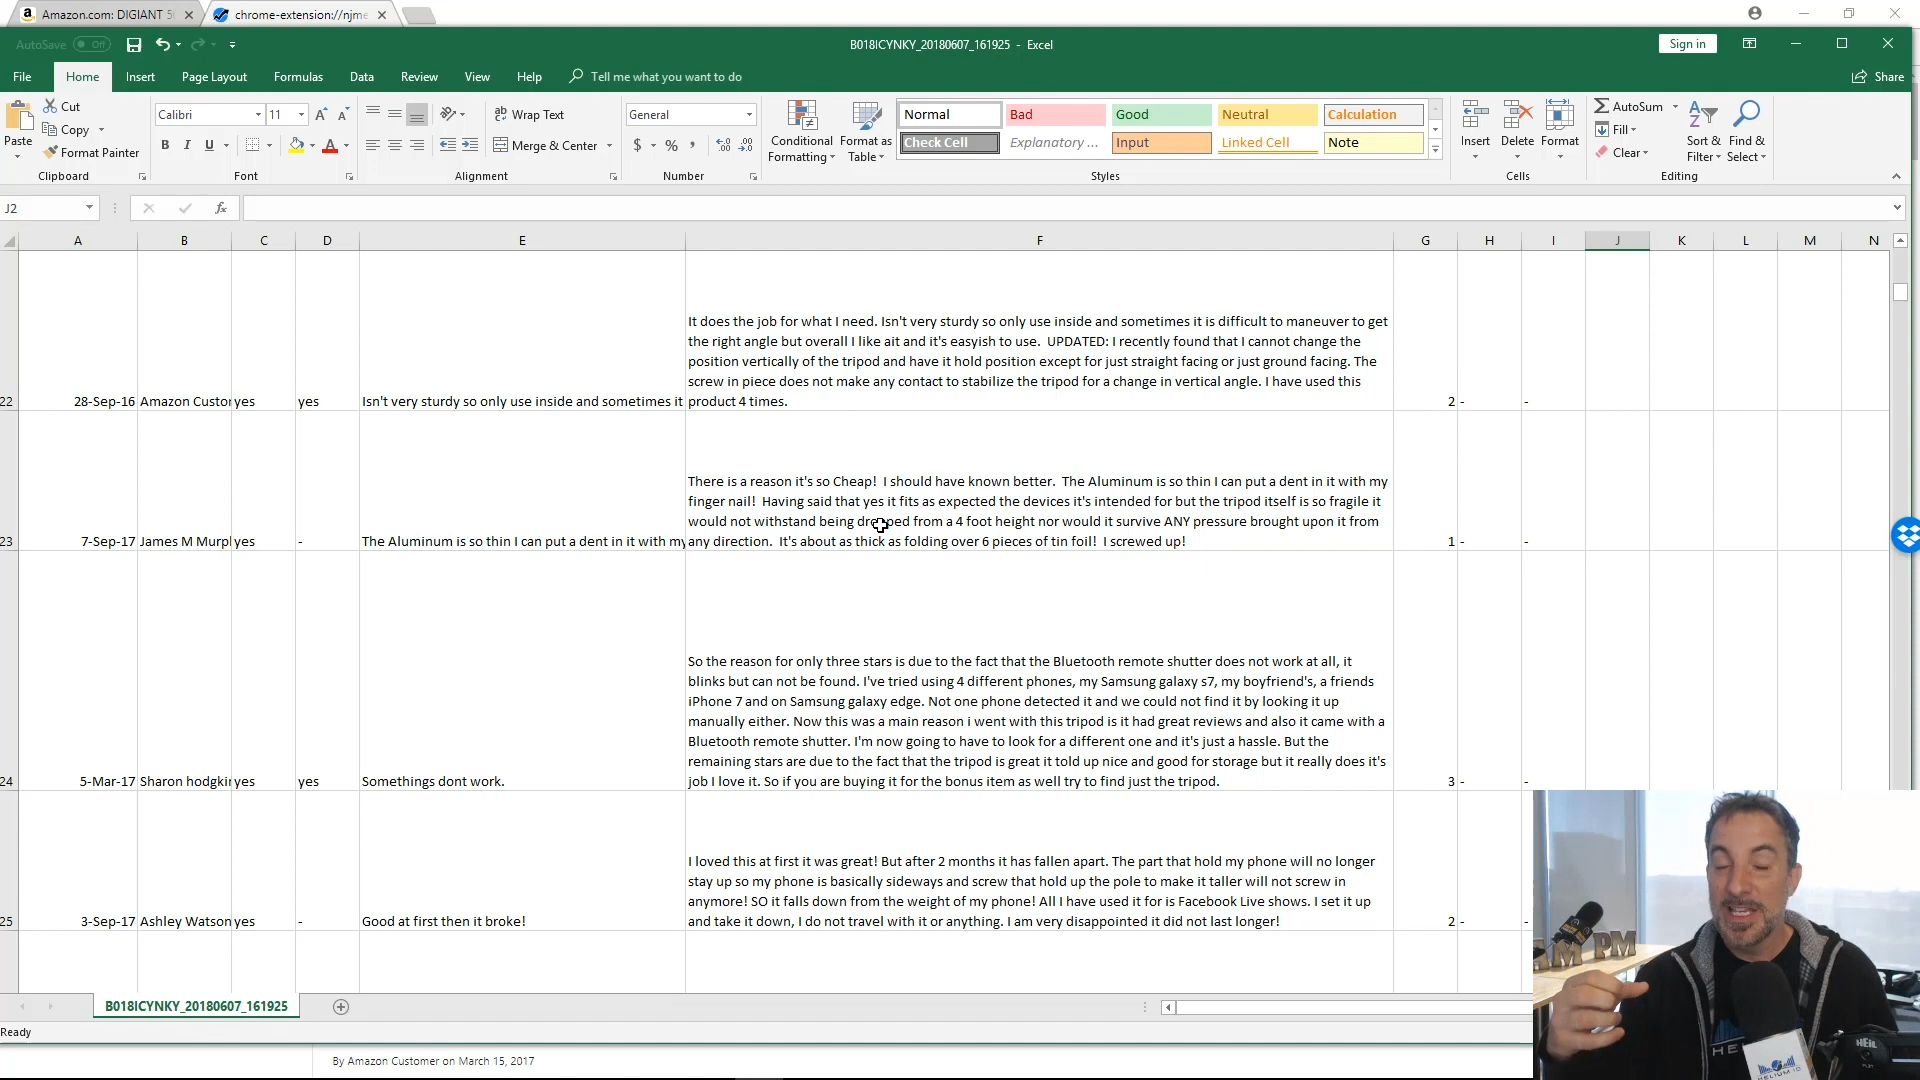 Amazon.com: DIGIANT 50
chrome-extension://njme
AutoSave Off
B018ICYNKY_20180607_161925 - Excel
Sign in
File Home Insert Page Layout Formulas Data Review View Help Tell me what you want to do
Share
Cut
Copy
Format Painter
Paste
Clipboard
Calibri 11
B I U
Font
Wrap Text
Merge & Center
Alignment
General
$ % ,
Number
Conditional Formatting
Format as Table
Normal Bad Good Neutral Calculation
Check Cell Explanatory ... Input Linked Cell Note
Styles
Insert Delete Format
Cells
AutoSum
Fill
Clear
Sort & Filter
Find & Select
Editing
J2
fx
A B C D E F G H I J K L M N
It does the job for what I need. Isn't very sturdy so only use inside and sometimes it is difficult to maneuver to get
the right angle but overall I like ait and it's easyish to use. UPDATED: I recently found that I cannot change the
position vertically of the tripod and have it hold position except for just straight facing or just ground facing. The
screw in piece does not make any contact to stabilize the tripod for a change in vertical angle. I have used this
22 28-Sep-16 Amazon Custo yes yes Isn't very sturdy so only use inside and sometimes it product 4 times. 2 - -
There is a reason it's so Cheap! I should have known better. The Aluminum is so thin I can put a dent in it with my
finger nail! Having said that yes it fits as expected the devices it's intended for but the tripod itself is so fragile it
would not withstand being dropped from a 4 foot height nor would it survive ANY pressure brought upon it from
23 7-Sep-17 James M Murp yes - The Aluminum is so thin I can put a dent in it with my any direction. It's about as thick as folding over 6 pieces of tin foil! I screwed up! 1 - -
So the reason for only three stars is due to the fact that the Bluetooth remote shutter does not work at all, it
blinks but can not be found. I've tried using 4 different phones, my Samsung galaxy s7, my boyfriend's, a friends
iPhone 7 and on Samsung galaxy edge. Not one phone detected it and we could not find it by looking it up
manually either. Now this was a main reason i went with this tripod is it had great reviews and also it came with a
Bluetooth remote shutter. I'm now going to have to look for a different one and it's just a hassle. But the
remaining stars are due to the fact that the tripod is great it told up nice and good for storage but it really does it's
24 5-Mar-17 Sharon hodgki yes yes Somethings dont work. job I love it. So if you are buying it for the bonus item as well try to find just the tripod. 3 - -
I loved this at first it was great! But after 2 months it has fallen apart. The part that hold my phone will no longer
stay up so my phone is basically sideways and screw that hold up the pole to make it taller will not screw in
anymore! SO it falls down from the weight of my phone! All I have used it for is Facebook Live shows. I set it up
25 3-Sep-17 Ashley Watson yes - Good at first then it broke! and take it down, I do not travel with it or anything. I am very disappointed it did not last longer! 2 - -
B018ICYNKY_20180607_161925
Ready
By Amazon Customer on March 15, 2017
AM PM
HEIL
HELIUM 10